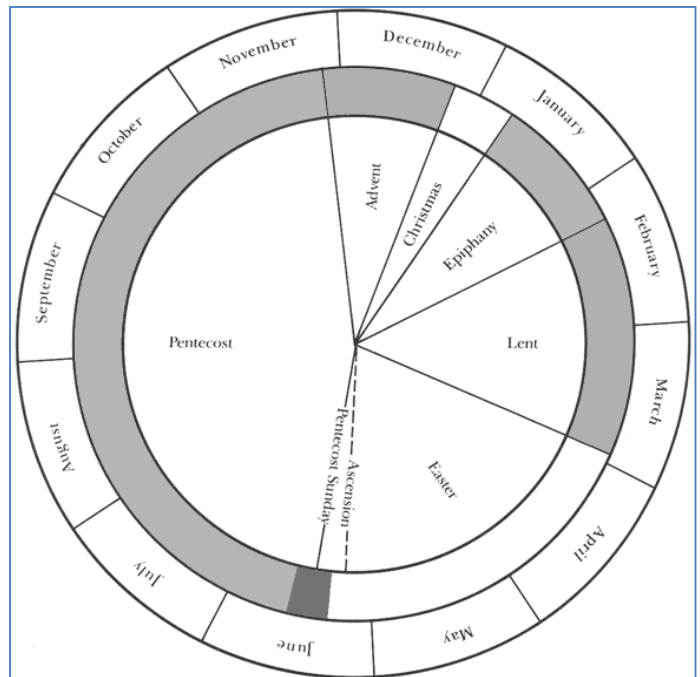 December
January
February
March
April
May
June
July
August
September
October
November
Advent
Christmas
Epiphany
Lent
Easter
Ascension
Pentecost Sunday
Pentecost